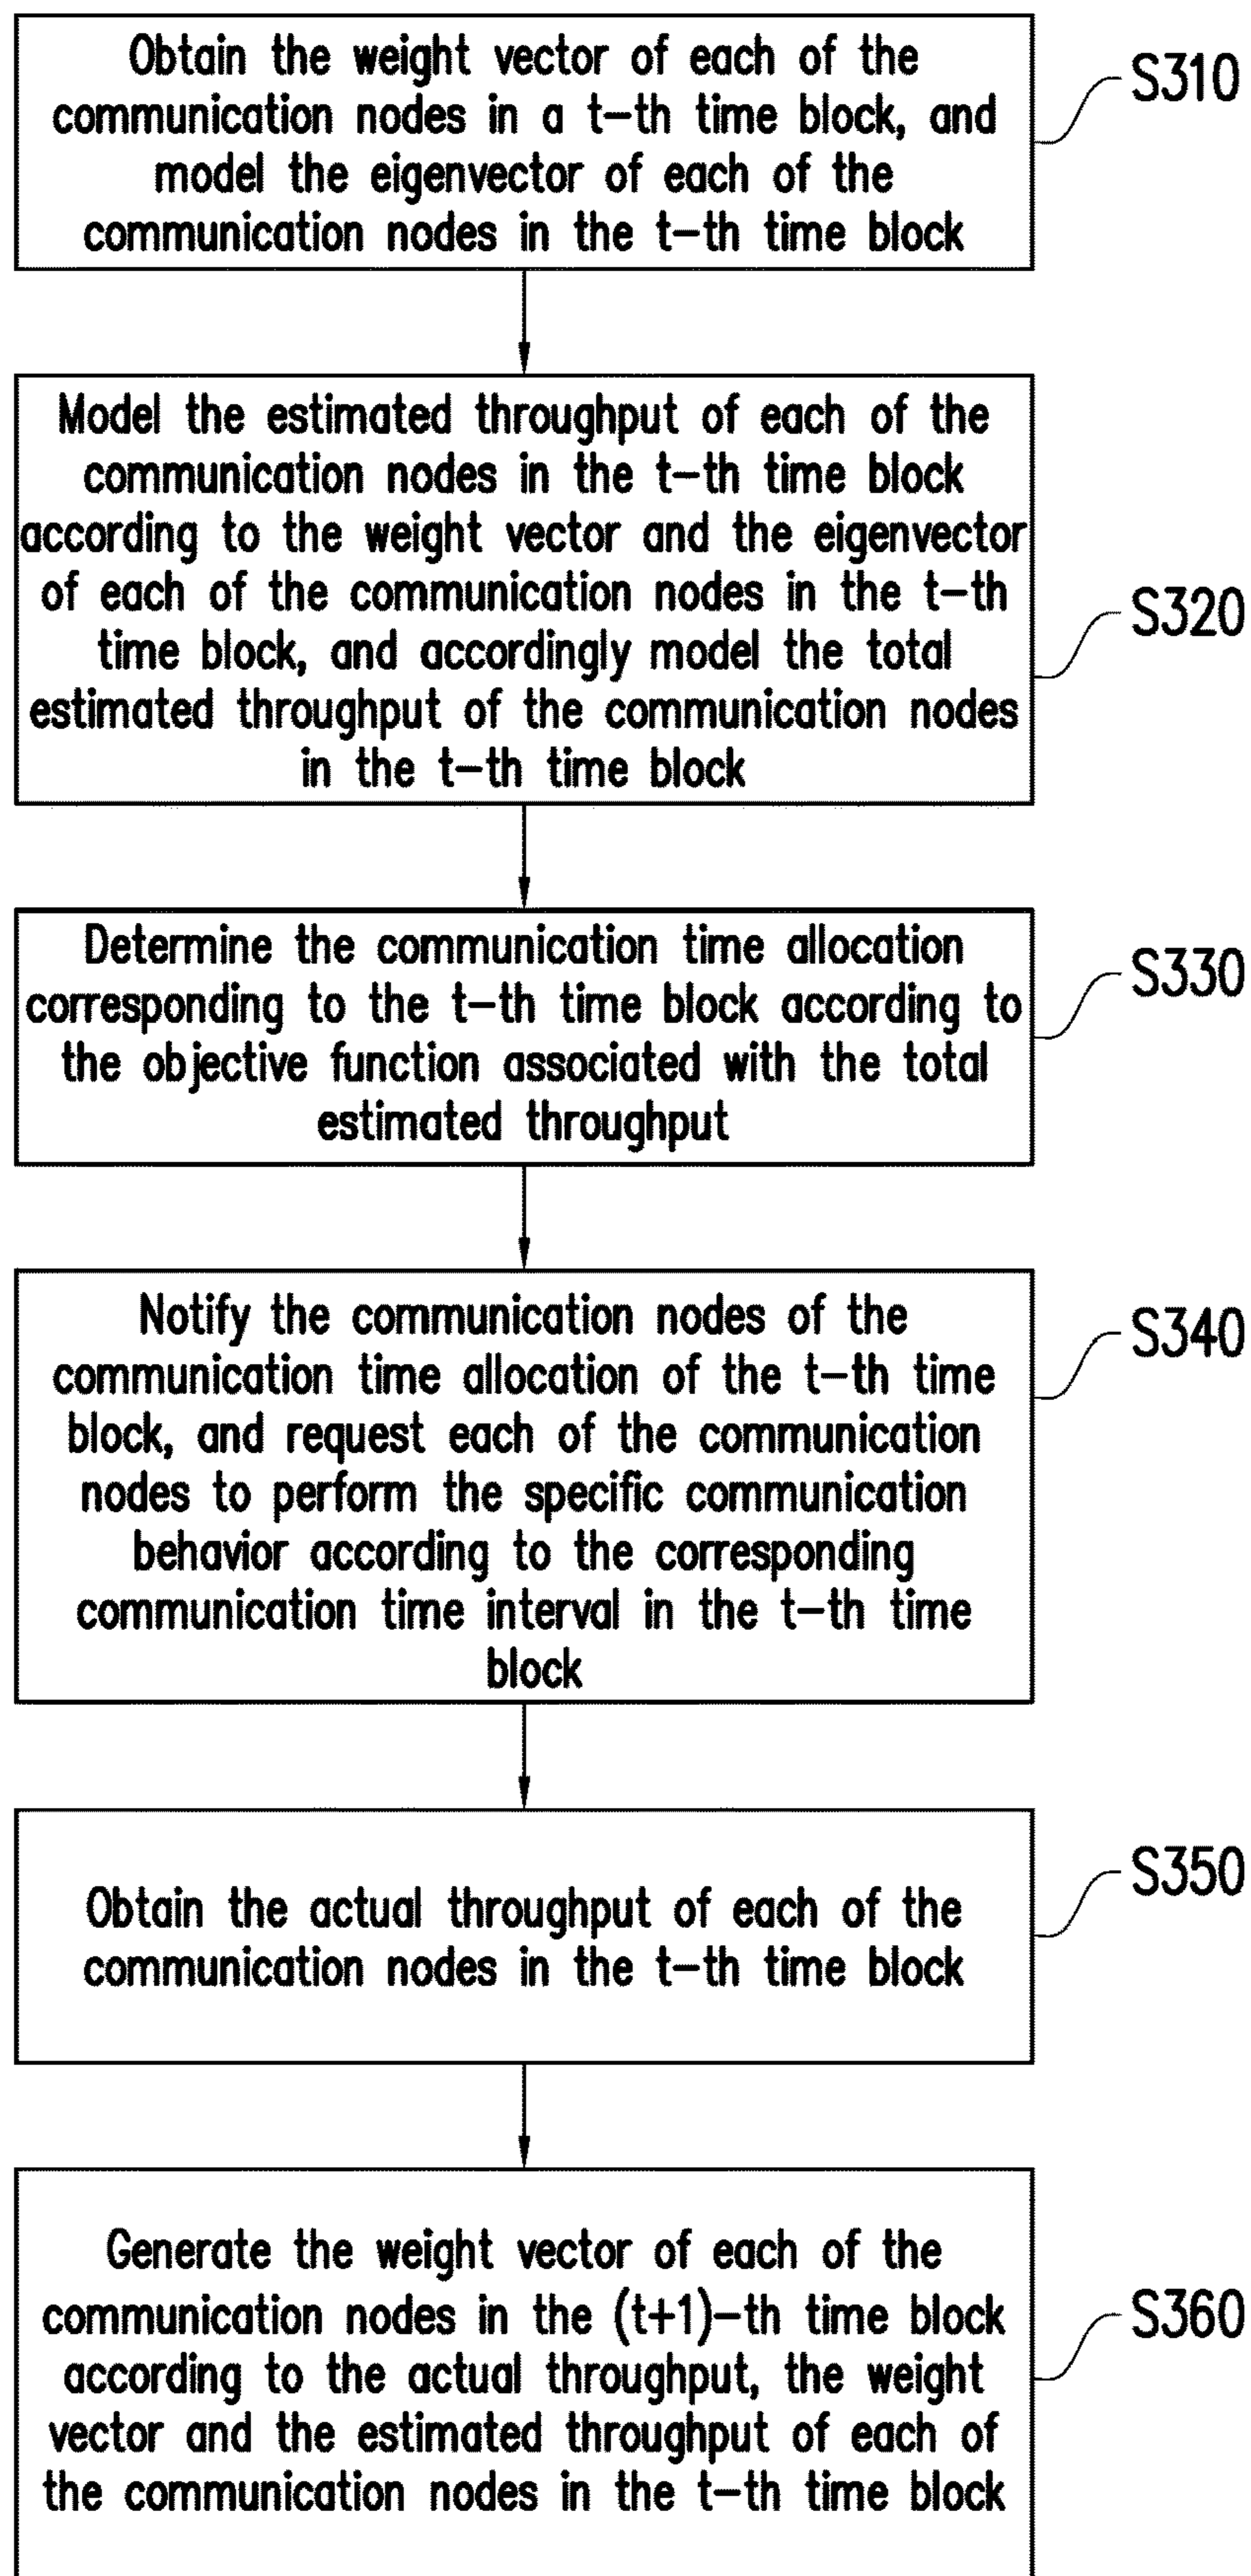 Obtain the weight vector of each of the
communication nodes in a t-th time block, and
model the eigenvector of each of the
communication nodes in the t-th time block
S310
Model the estimated throughput of each of the
communication nodes in the t-th time block
according to the weight vector and the eigenvector
of each of the communication nodes in the t-th
time block, and accordingly model the total
estimated throughput of the communication nodes
in the t-th time block
S320
Determine the communication time allocation
corresponding to the t-th time block according to
the objective function associated with the total
estimated throughput
S330
Notify the communication nodes of the
communication time allocation of the t-th time
block, and request each of the communication
nodes to perform the specific communication
behavior according to the corresponding
communication time interval in the t-th time
block
S340
Obtain the actual throughput of each of the
communication nodes in the t-th time block
S350
Generate the weight vector of each of the
communication nodes in the (t+1)-th time block
according to the actual throughput, the weight
vector and the estimated throughput of each of
the communication nodes in the t-th time block
S360